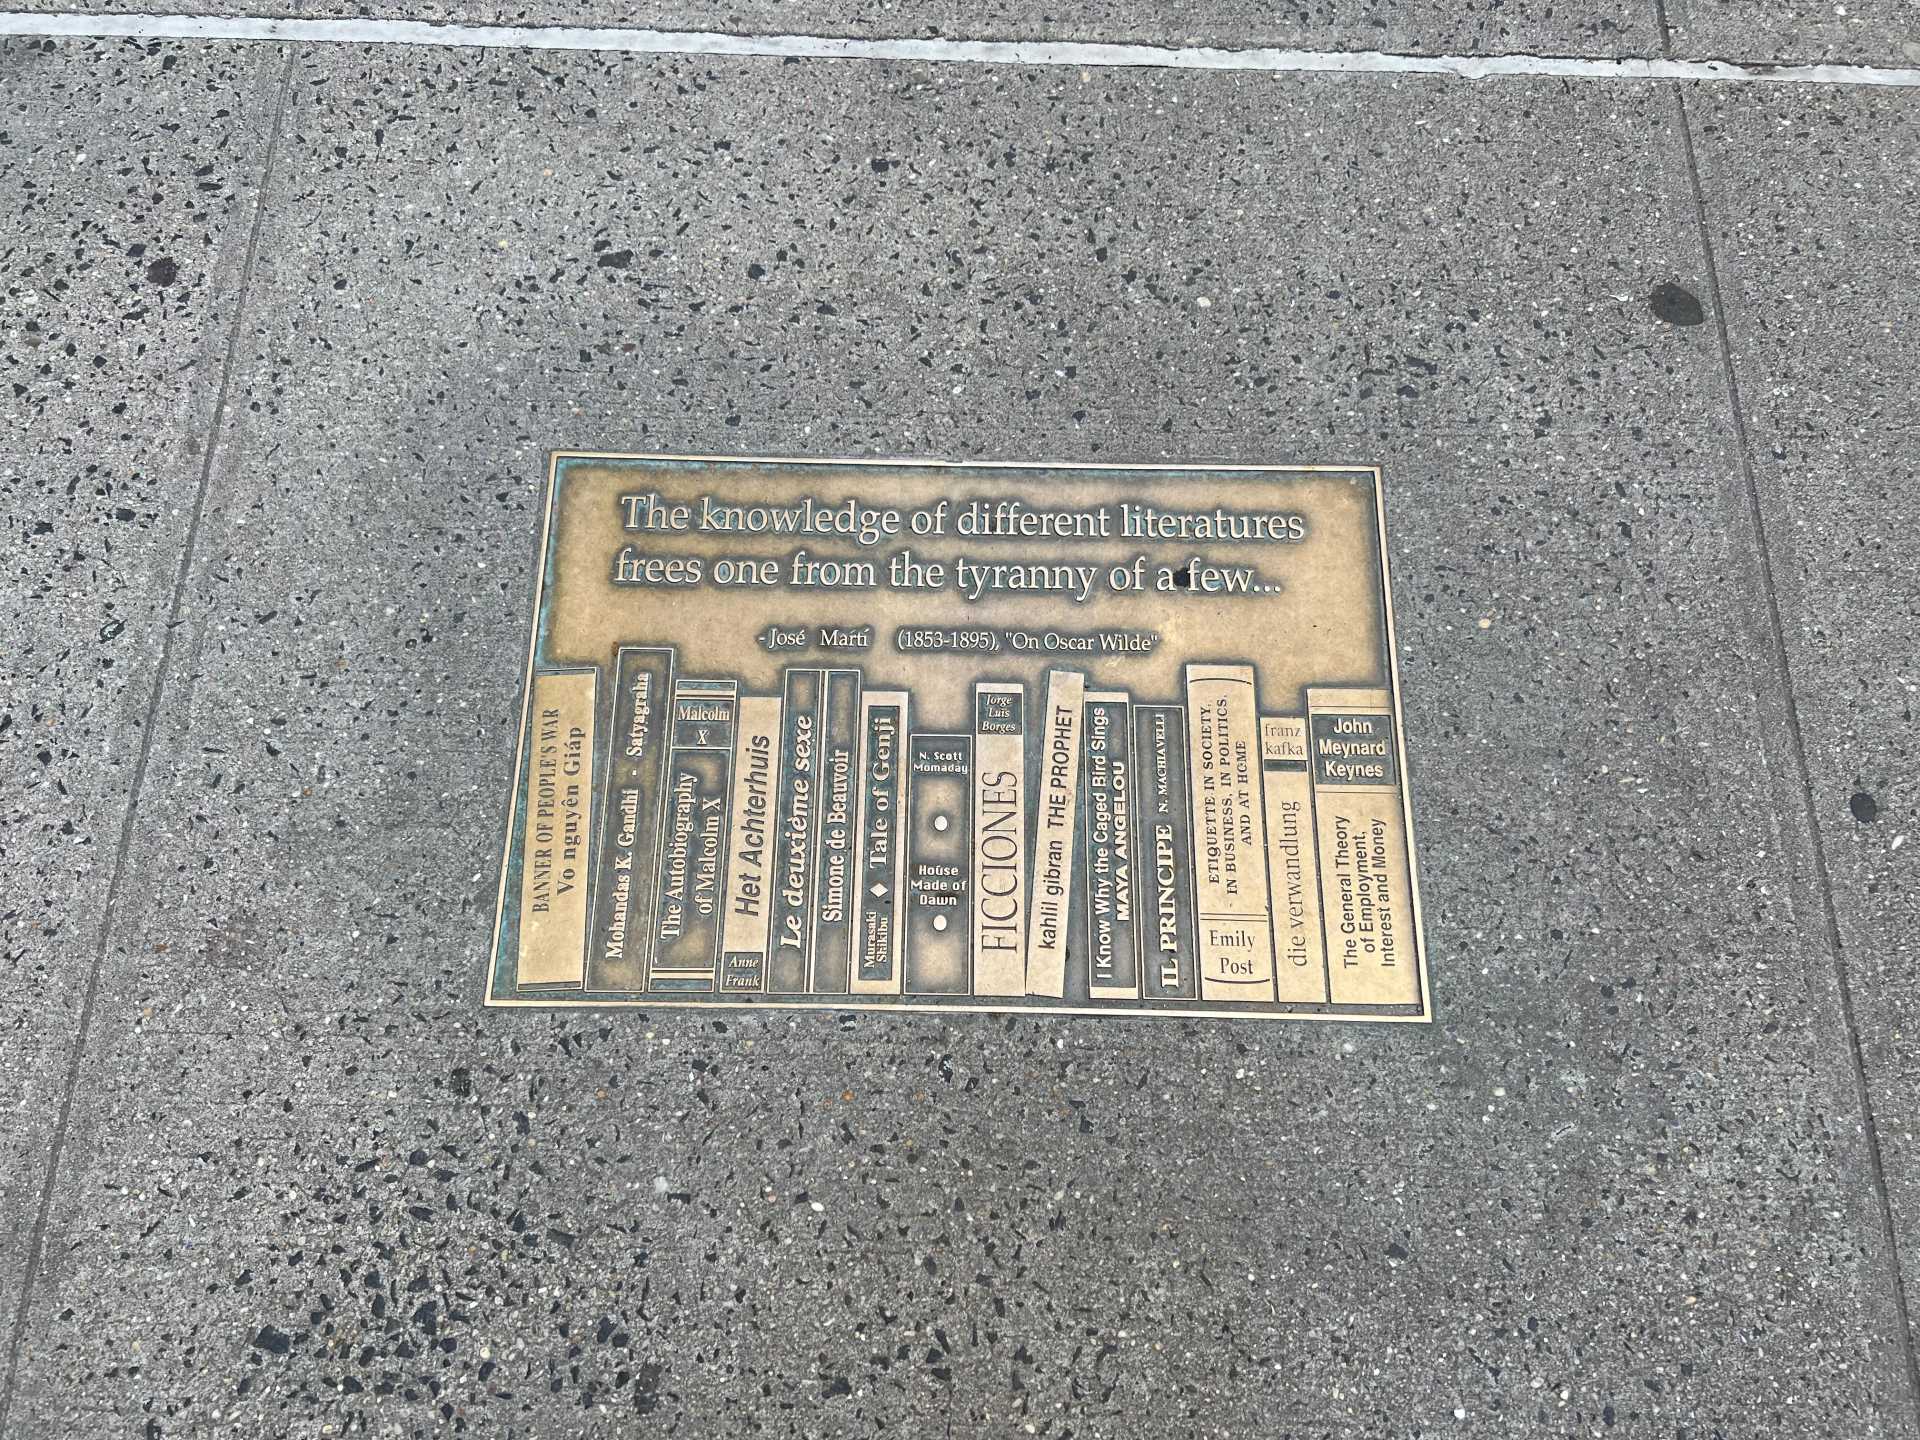 The knowledge of different literatures
frees one from the tyranny of a few...
- José Martí (1853-1895), "On Oscar Wilde"
BANNER OF PEOPLE'S WAR
Vo nguyên Giáp
Mohandas K. Gandhi - Satyagraha
Malcolm
X
The Autobiography
of Malcolm X
Het Achterhuis
Anne
Frank
Le deuxième sexe
Simone de Beauvoir
Murasaki
Shikibu
Tale of Genji
N. Scott
Momaday
House
Made of
Dawn
Jorge
Luis
Borges
FICCIONES
kahlil gibran THE PROPHET
I Know Why the Caged Bird Sings
MAYA ANGELOU
IL PRINCIPE N. MACHIAVELLI
ETIQUETTE IN SOCIETY,
IN BUSINESS, IN POLITICS,
AND AT HOME
Emily
Post
franz
kafka
die verwandlung
John
Meynard
Keynes
The General Theory
of Employment,
Interest and Money